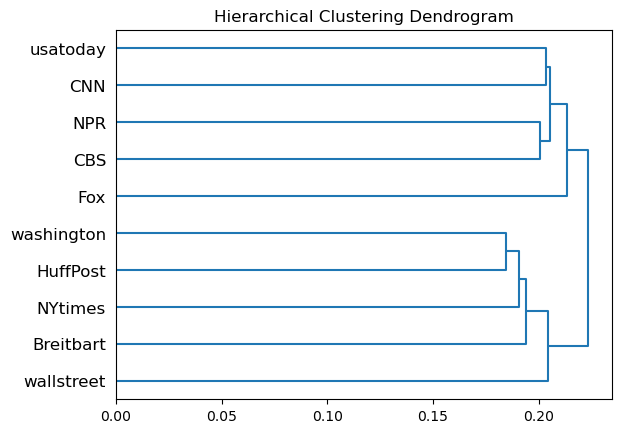 Hierarchical Clustering Dendrogram
usatoday
CNN
NPR
CBS
Fox
washington
HuffPost
NYtimes
Breitbart
wallstreet
0.00 0.05 0.10 0.15 0.20